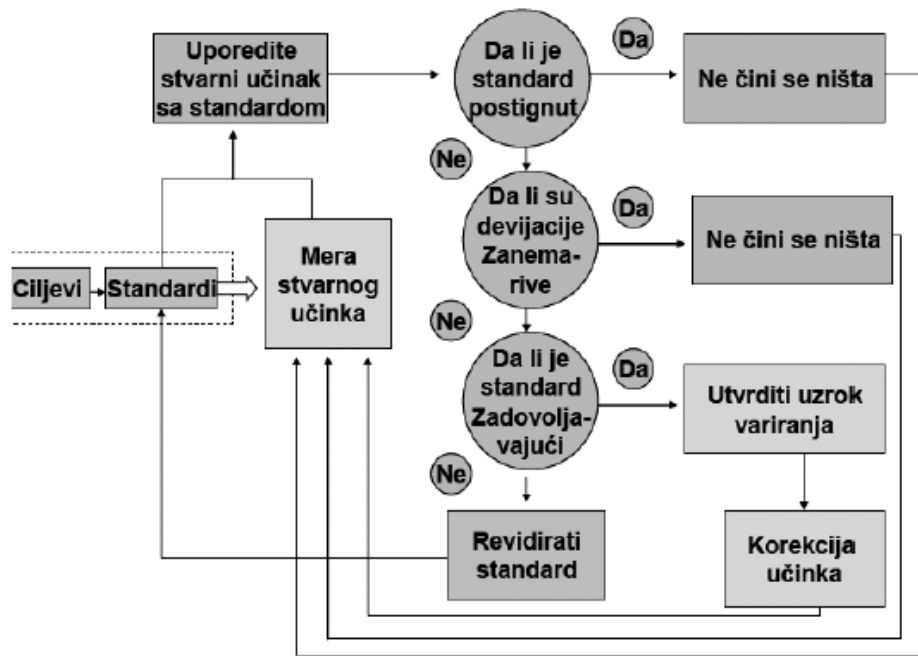 Uporedite
stvarni učinak
sa standardom
Da li je
standard
postignut
Da
Ne čini se ništa
Ne
Da li su
devijacije
Zanema-
rive
Da
Ne čini se ništa
Ciljevi
Standardi
Mera
stvarnog
učinka
Ne
Da li je
standard
Zadovolja-
vajući
Da
Utvrditi uzrok
variranja
Ne
Revidirati
standard
Korekcija
učinka